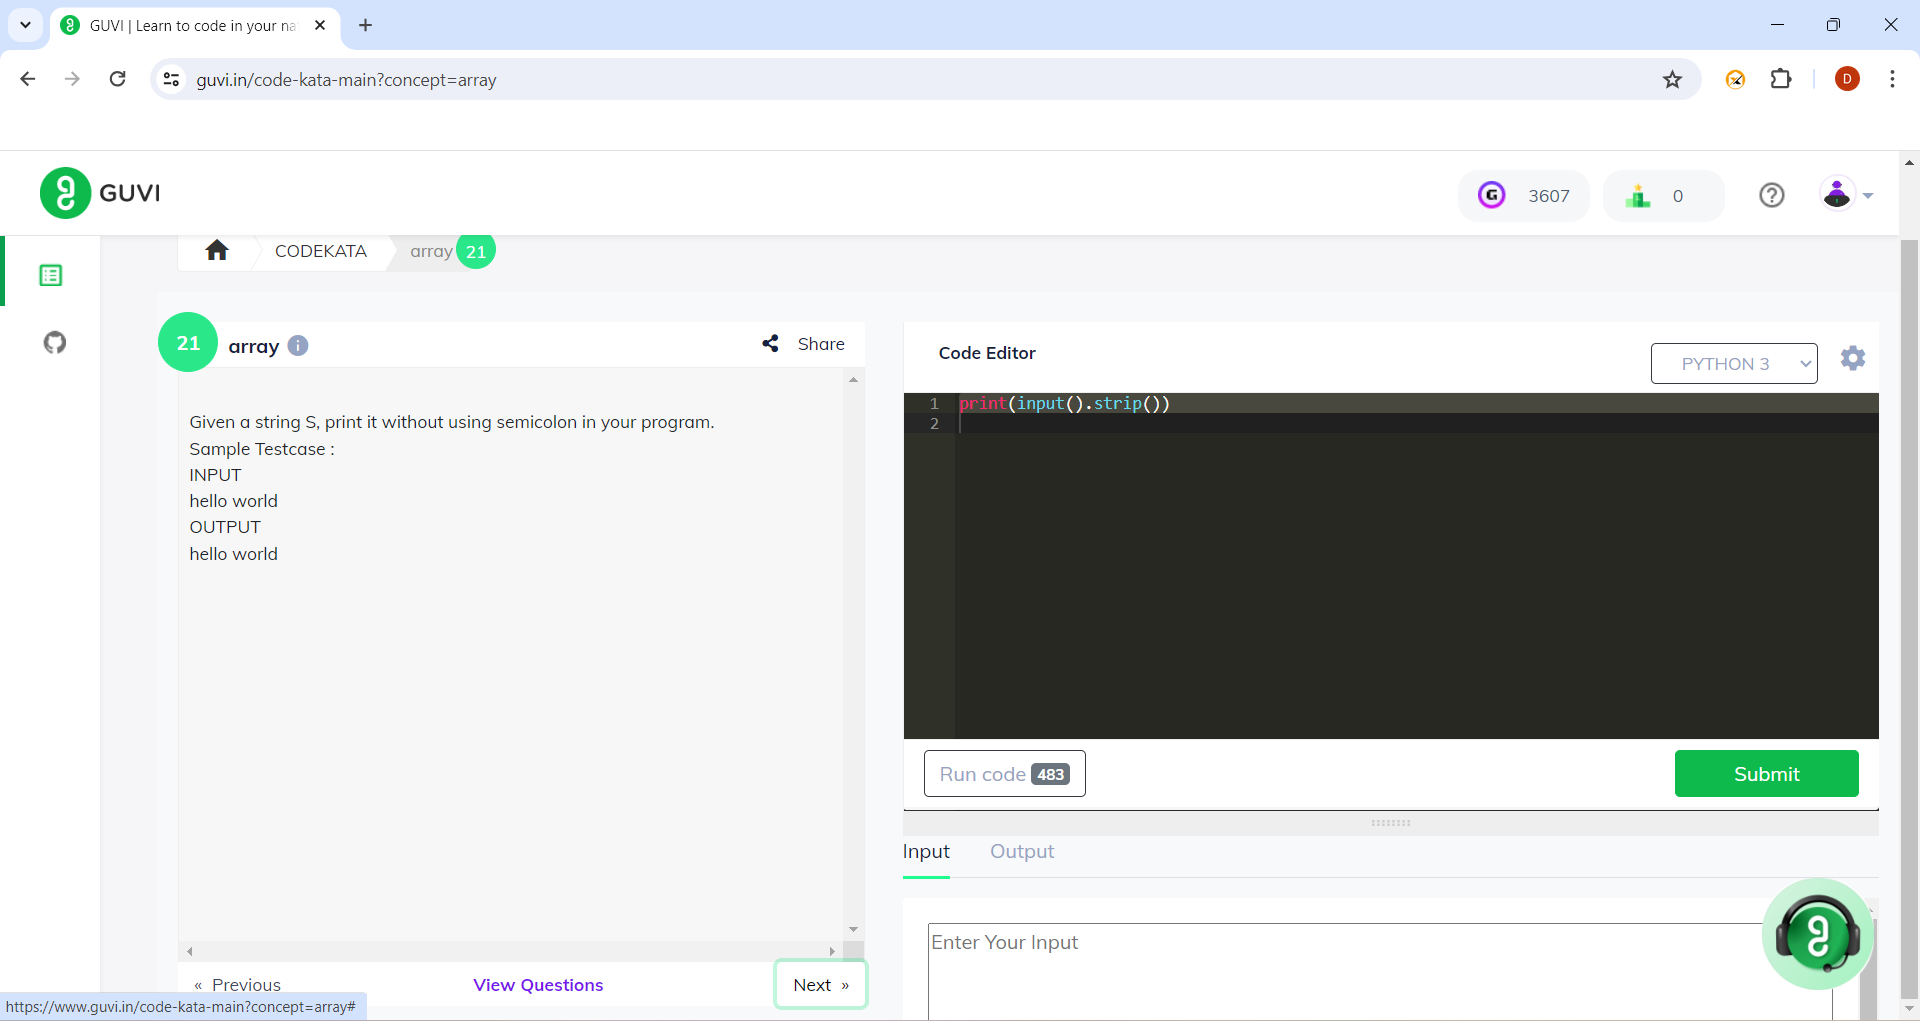 GUVI | Learn to code in your na
guvi.in/code-kata-main?concept=array
D
GUVI
G
3607
0
CODEKATA
array
21
21
array
i
Share
Given a string S, print it without using semicolon in your program.
Sample Testcase :
INPUT
hello world
OUTPUT
hello world
« Previous
View Questions
Next »
https://www.guvi.in/code-kata-main?concept=array#
Code Editor
PYTHON 3
1 print(input().strip())
2
Run code 483
Submit
Input
Output
Enter Your Input